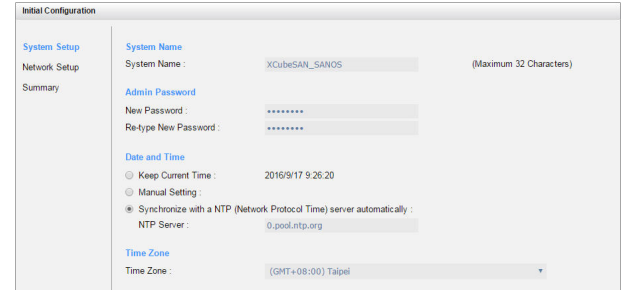 Initial Configuration
System Setup
Network Setup
Summary
System Name
System Name :
XCubeSAN_SANOS
(Maximum 32 Characters)
Admin Password
New Password :
••••••••
Re-type New Password :
••••••••
Date and Time
Keep Current Time :
2016/9/17 9:26:20
Manual Setting :
Synchronize with a NTP (Network Protocol Time) server automatically :
NTP Server :
0.pool.ntp.org
Time Zone
Time Zone :
(GMT+08:00) Taipei